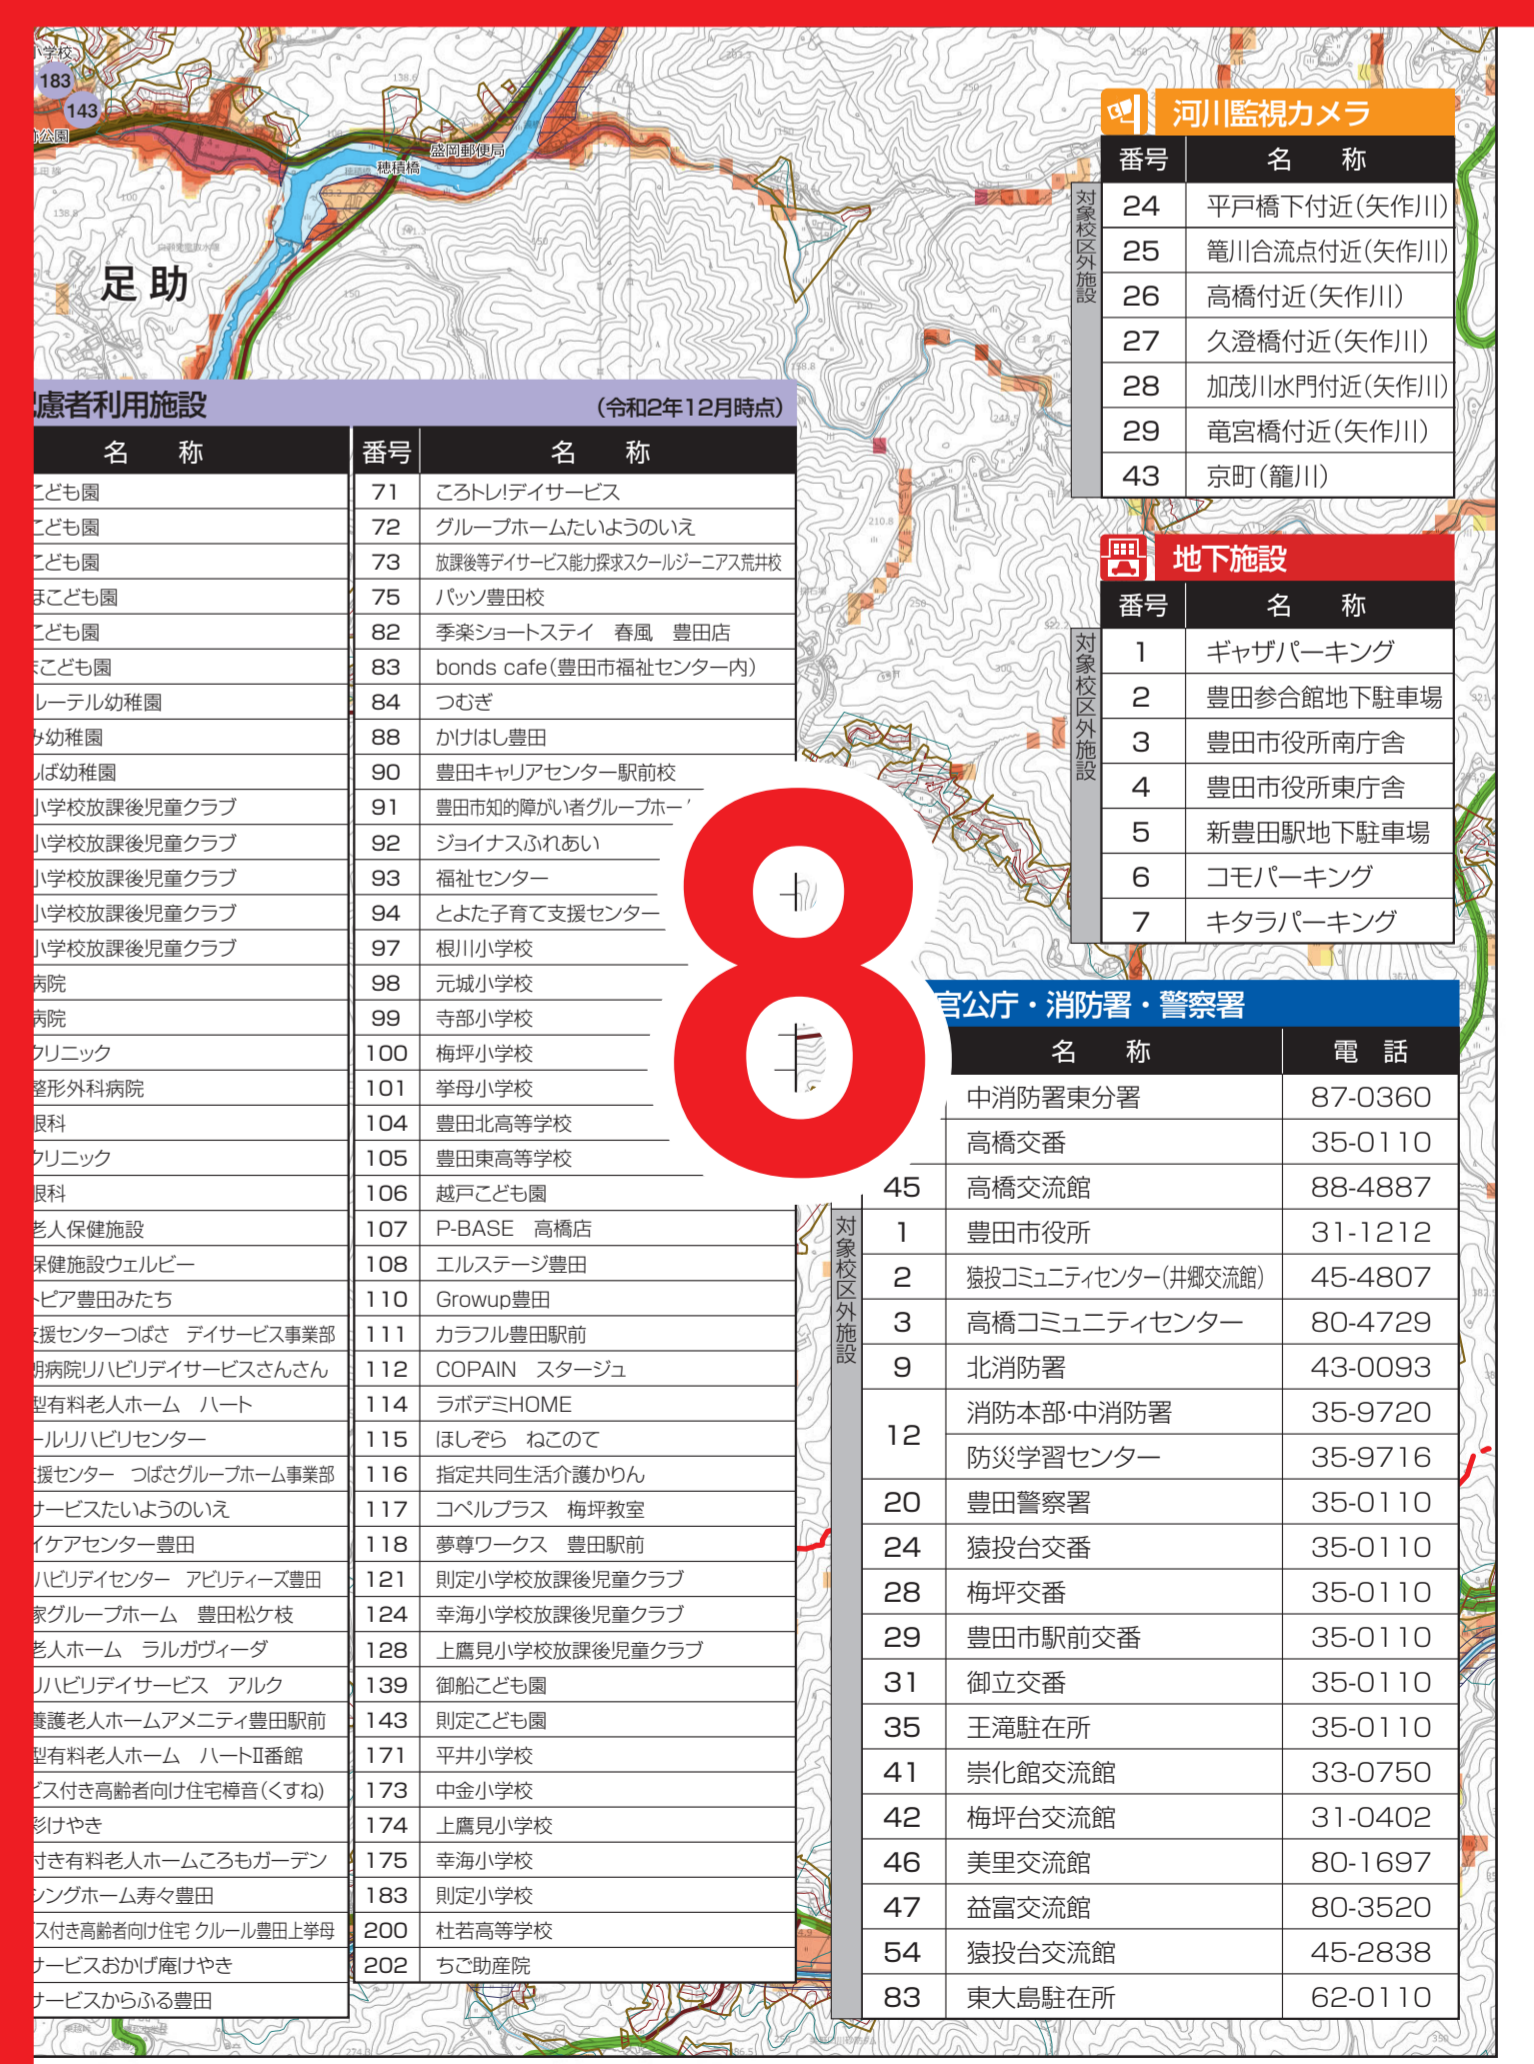 183
143
盛岡郵便局
穂積橋
足助
河川監視カメラ
番号 名 称
対象校区外施設
24 平戸橋下付近(矢作川)
25 篭川合流点付近(矢作川)
26 高橋付近(矢作川)
27 久澄橋付近(矢作川)
28 加茂川水門付近(矢作川)
29 竜宮橋付近(矢作川)
43 京町(籠川)
地下施設
番号 名 称
対象校区外施設
1 ギャザパーキング
2 豊田参合館地下駐車場
3 豊田市役所南庁舎
4 豊田市役所東庁舎
5 新豊田駅地下駐車場
6 コモパーキング
7 キタラパーキング
慮者利用施設 (令和2年12月時点)
名 称 番号 名 称
こども園 71 ころトレ!デイサービス
こども園 72 グループホームたいようのいえ
こども園 73 放課後等デイサービス能力探求スクールジーニアス荒井校
ほこども園 75 パッソ豊田校
こども園 82 季楽ショートステイ 春風 豊田店
こども園 83 bonds cafe(豊田市福祉センター内)
ルーテル幼稚園 84 つむぎ
み幼稚園 88 かけはし豊田
ば幼稚園 90 豊田キャリアセンター駅前校
小学校放課後児童クラブ 91 豊田市知的障がい者グループホー
小学校放課後児童クラブ 92 ジョイナスふれあい
小学校放課後児童クラブ 93 福祉センター
小学校放課後児童クラブ 94 とよた子育て支援センター
小学校放課後児童クラブ 97 根川小学校
病院 98 元城小学校
病院 99 寺部小学校
クリニック 100 梅坪小学校
整形外科病院 101 挙母小学校
眼科 104 豊田北高等学校
クリニック 105 豊田東高等学校
眼科 106 越戸こども園
老人保健施設 107 P-BASE 高橋店
保健施設ウェルビー 108 エルステージ豊田
トピア豊田みたち 110 Growup豊田
支援センターつばさ デイサービス事業部 111 カラフル豊田駅前
朋病院リハビリデイサービスさんさん 112 COPAIN スタージュ
型有料老人ホーム ハート 114 ラボデミHOME
ールリハビリセンター 115 ほしぞら ねこのて
援センター つばさグループホーム事業部 116 指定共同生活介護かりん
サービスたいようのいえ 117 コペルプラス 梅坪教室
イケアセンター豊田 118 夢尊ワークス 豊田駅前
ハビリデイセンター アビリティーズ豊田 121 則定小学校放課後児童クラブ
家グループホーム 豊田松ケ枝 124 幸海小学校放課後児童クラブ
老人ホーム ラルガヴィーダ 128 上鷹見小学校放課後児童クラブ
リハビリデイサービス アルク 139 御船こども園
養護老人ホームアメニティ豊田駅前 143 則定こども園
型有料老人ホーム ハートⅡ番館 171 平井小学校
ビス付き高齢者向け住宅樟音(くすね) 173 中金小学校
彩けやき 174 上鷹見小学校
付き有料老人ホームころもガーデン 175 幸海小学校
シングホーム寿々豊田 183 則定小学校
ス付き高齢者向け住宅 クルール豊田上挙母 200 杜若高等学校
サービスおかげ庵けやき 202 ちご助産院
サービスからふる豊田
8
官公庁・消防署・警察署
名 称 電 話
中消防署東分署 87-0360
高橋交番 35-0110
45 高橋交流館 88-4887
対象校区外施設
1 豊田市役所 31-1212
2 猿投コミュニティセンター(井郷交流館) 45-4807
3 高橋コミュニティセンター 80-4729
9 北消防署 43-0093
12 消防本部・中消防署 35-9720
防災学習センター 35-9716
20 豊田警察署 35-0110
24 猿投台交番 35-0110
28 梅坪交番 35-0110
29 豊田市駅前交番 35-0110
31 御立交番 35-0110
35 王滝駐在所 35-0110
41 崇化館交流館 33-0750
42 梅坪台交流館 31-0402
46 美里交流館 80-1697
47 益富交流館 80-3520
54 猿投台交流館 45-2838
83 東大島駐在所 62-0110